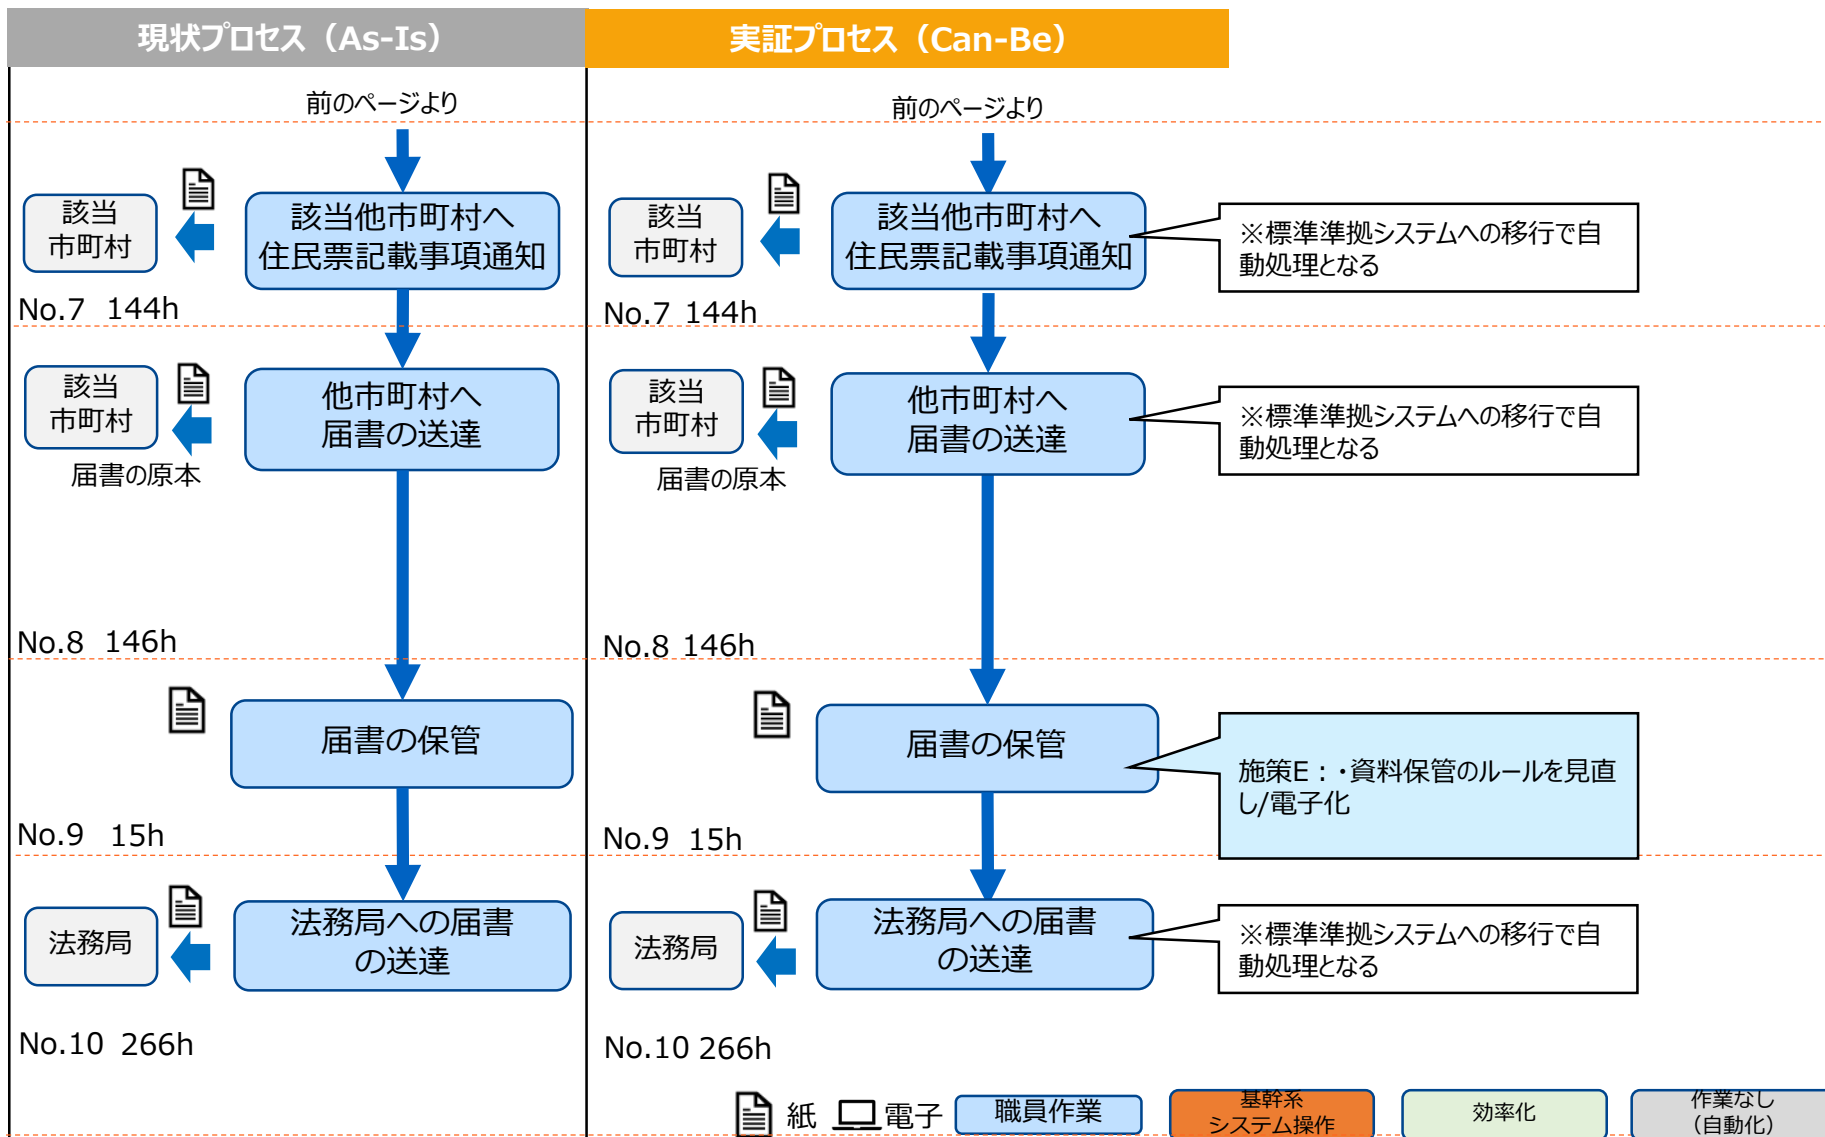 現状プロセス（As-Is）
実証プロセス（Can-Be）
前のページより
該当
市町村
該当他市町村へ
住民票記載事項通知
No.7 144h
該当
市町村
届書の原本
他市町村へ
届書の送達
No.8 146h
届書の保管
No.9 15h
法務局
法務局への届書
の送達
No.10 266h
前のページより
該当
市町村
該当他市町村へ
住民票記載事項通知
※標準準拠システムへの移行で自
動処理となる
No.7 144h
該当
市町村
届書の原本
他市町村へ
届書の送達
※標準準拠システムへの移行で自
動処理となる
No.8 146h
届書の保管
施策E：・資料保管のルールを見直
し/電子化
No.9 15h
法務局
法務局への届書
の送達
※標準準拠システムへの移行で自
動処理となる
No.10 266h
紙
電子
職員作業
基幹系
システム操作
効率化
作業なし
（自動化）